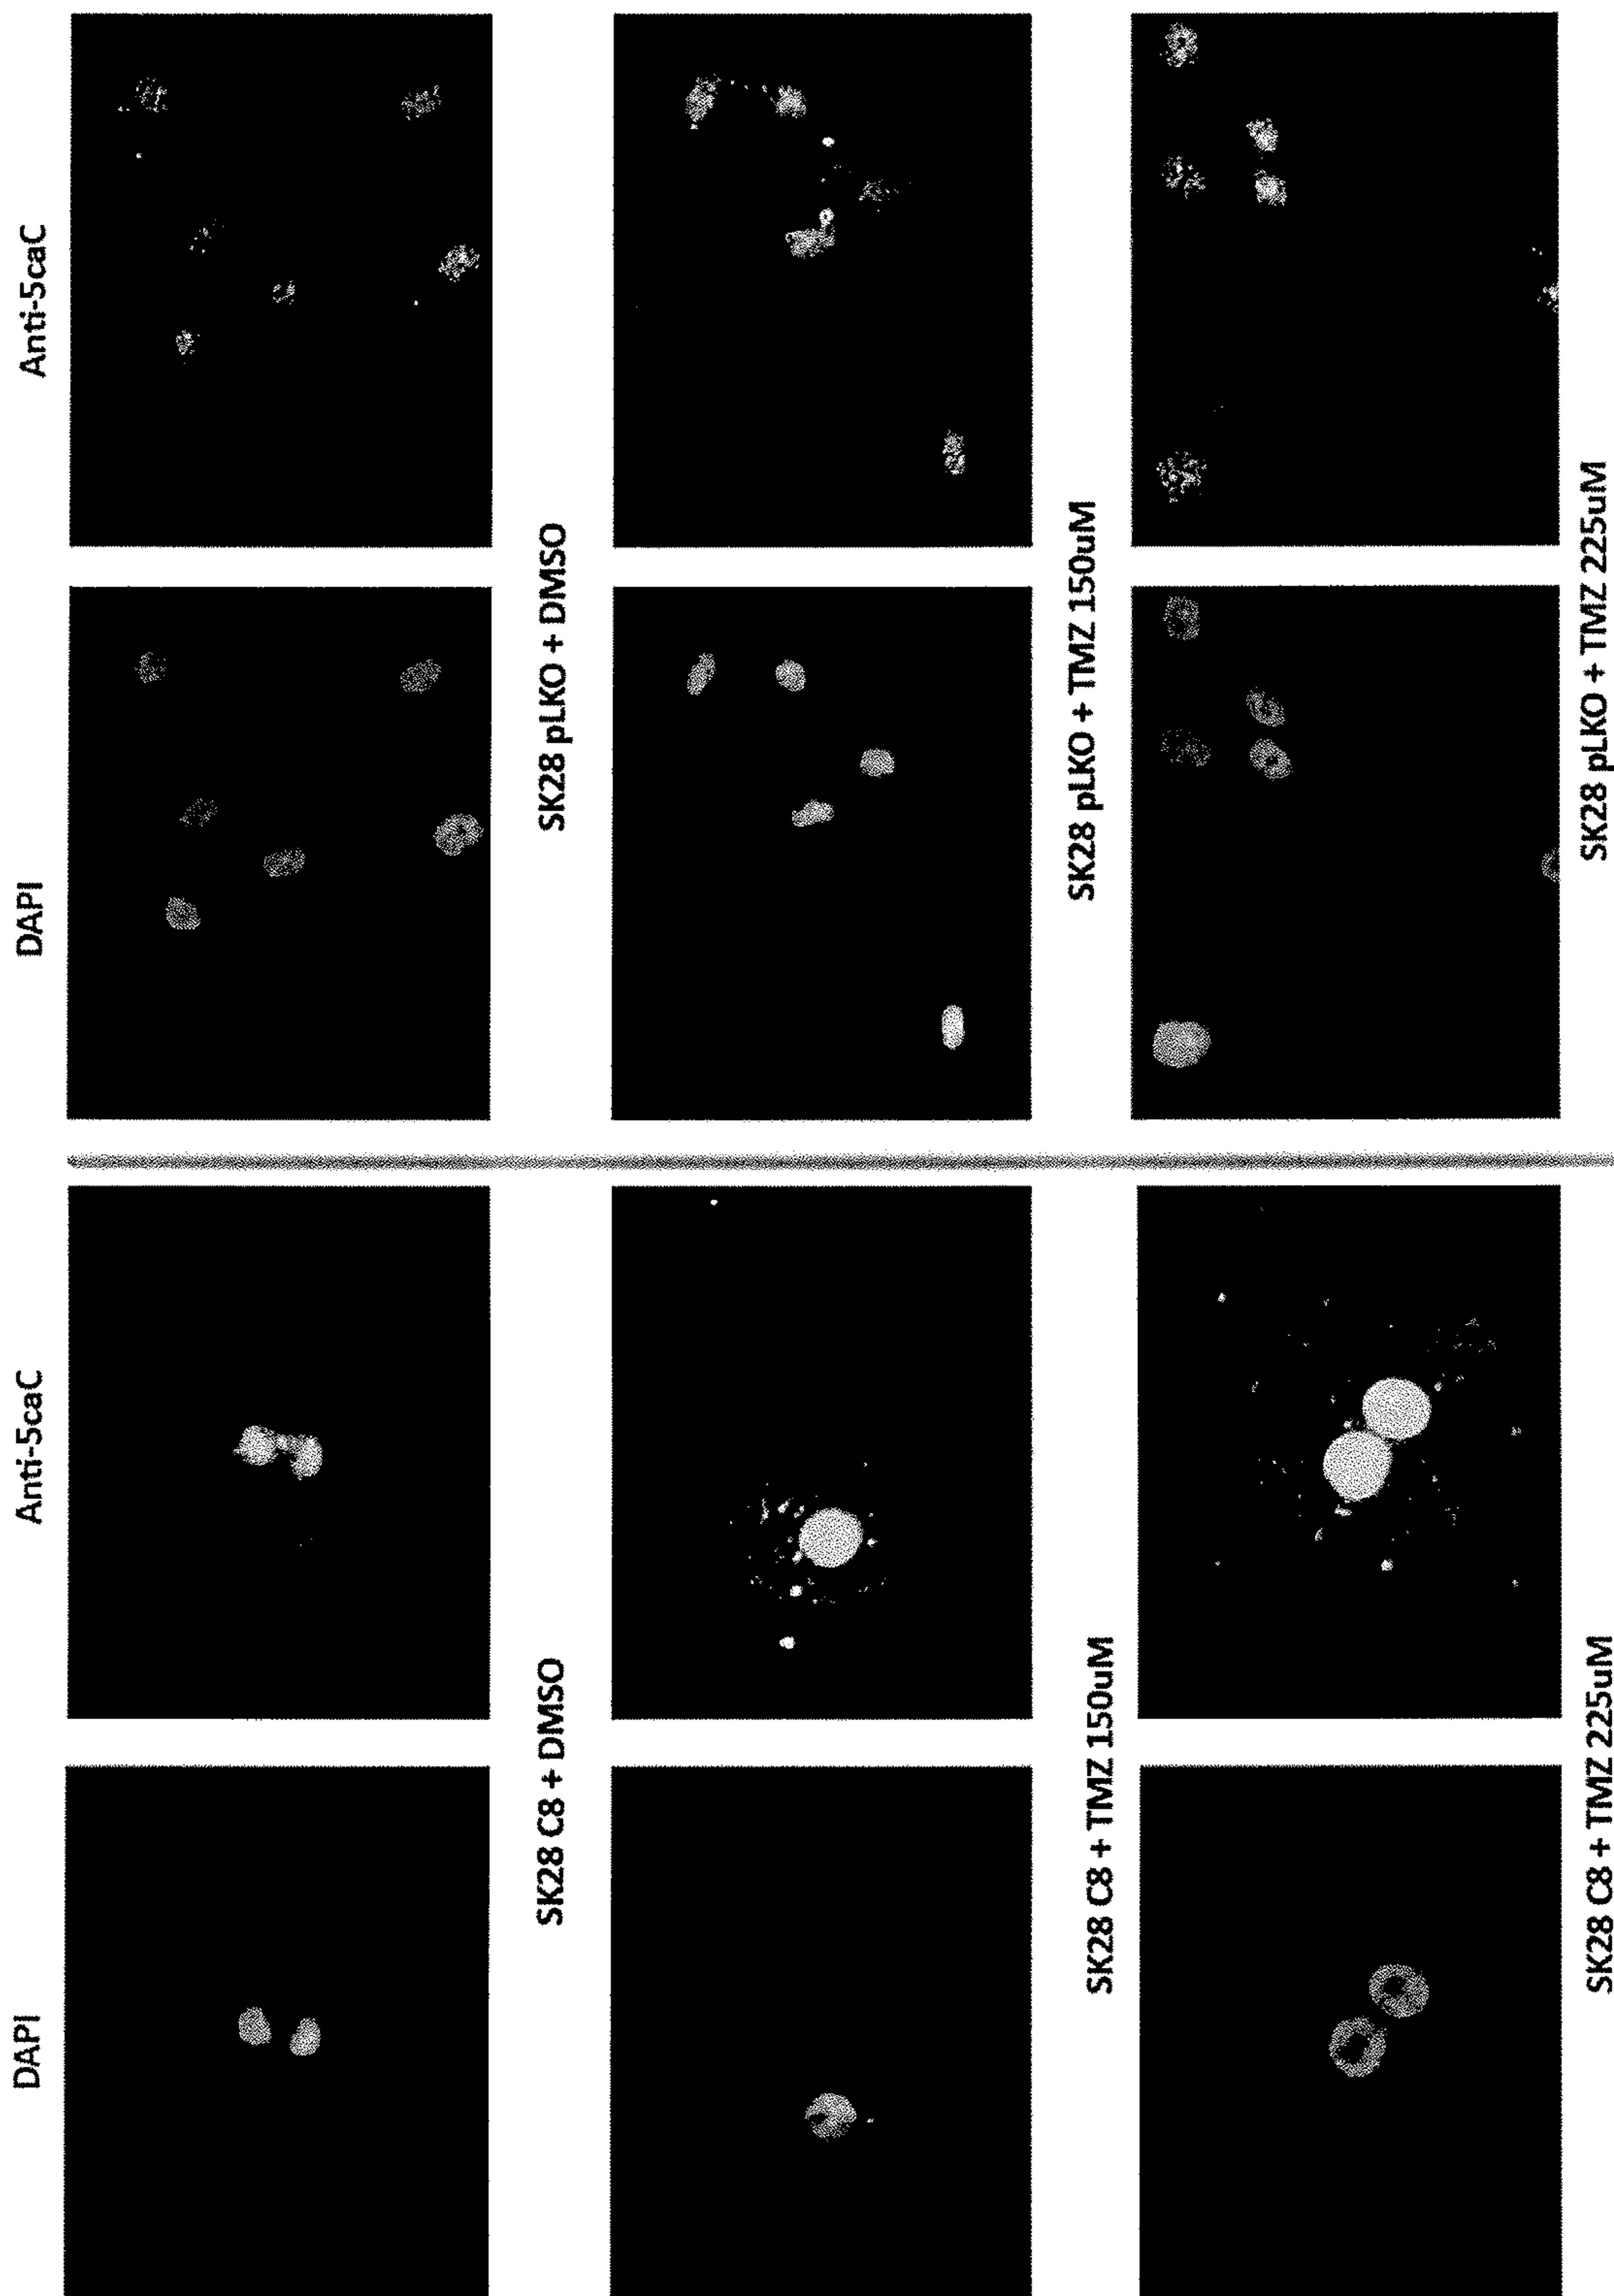 DAPI
Anti-5caC
DAPI
Anti-5caC
SK28 C8 + DMSO
SK28 pLKO + DMSO
SK28 C8 + TMZ 150uM
SK28 pLKO + TMZ 150uM
SK28 C8 + TMZ 225uM
SK28 pLKO + TMZ 225uM